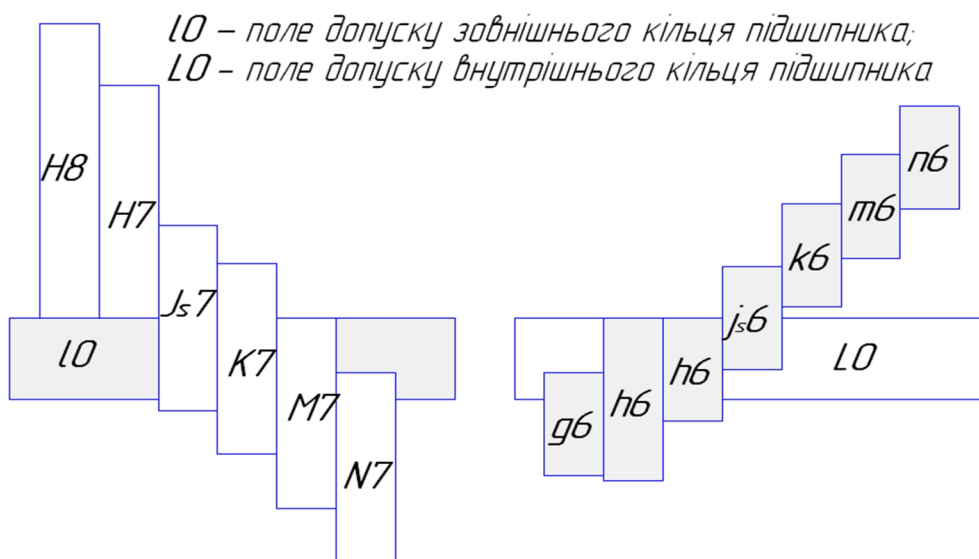 l0 – поле допуску зовнішнього кільця підшипника;
L0 – поле допуску внутрішнього кільця підшипника
H8
H7
Js7
K7
M7
N7
l0
g6
h6
h6
js6
k6
m6
n6
L0